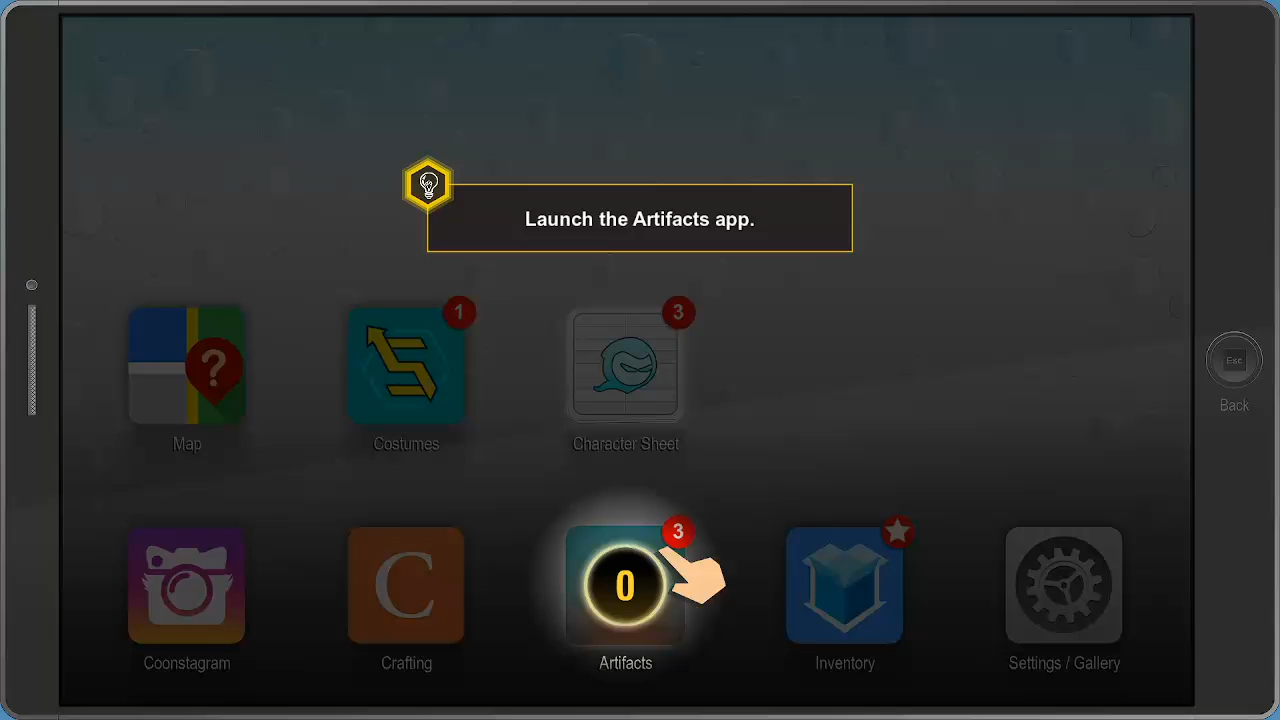 Launch the Artifacts app.
1
3
?
Esc
Map
Costumes
Character Sheet
Back
3
C
0
Coonstagram
Crafting
Artifacts
Inventory
Settings / Gallery